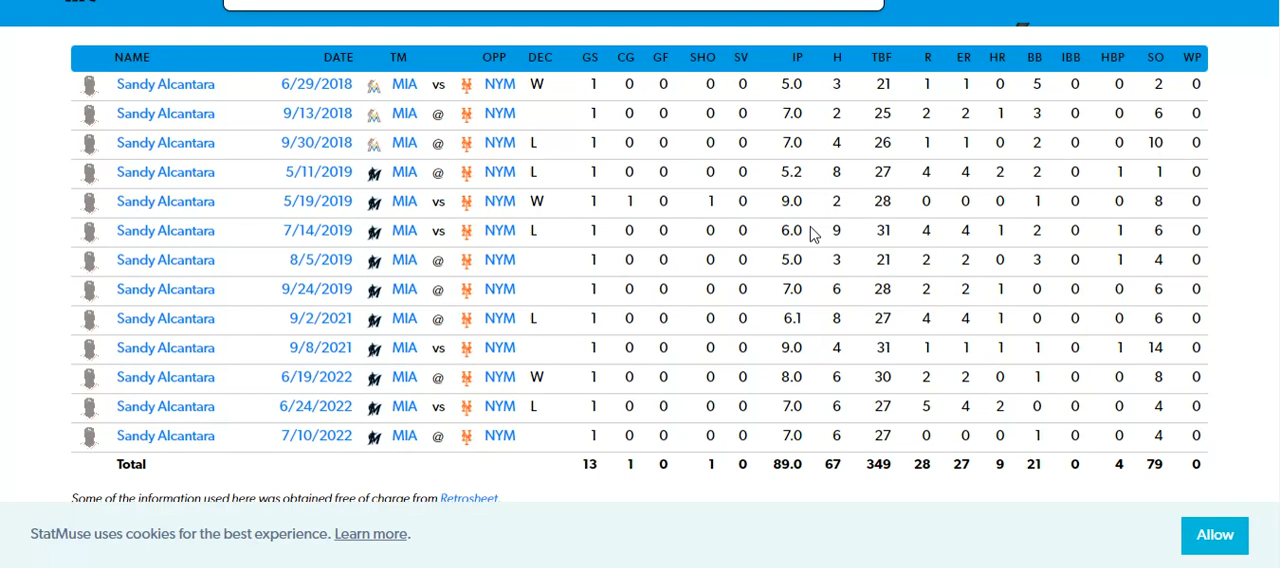 NAME DATE TM OPP DEC GS CG GF SHO SV IP H TBF R ER HR BB IBB HBP SO WP
Sandy Alcantara 6/29/2018 MIA vs NYM W 1 0 0 0 0 5.0 3 21 1 1 0 5 0 0 2 0
Sandy Alcantara 9/13/2018 MIA @ NYM 1 0 0 0 0 7.0 2 25 2 2 1 3 0 0 6 0
Sandy Alcantara 9/30/2018 MIA @ NYM L 1 0 0 0 0 7.0 4 26 1 1 0 2 0 0 10 0
Sandy Alcantara 5/11/2019 MIA @ NYM L 1 0 0 0 0 5.2 8 27 4 4 2 2 0 1 1 0
Sandy Alcantara 5/19/2019 MIA vs NYM W 1 1 0 1 0 9.0 2 28 0 0 0 1 0 0 8 0
Sandy Alcantara 7/14/2019 MIA vs NYM L 1 0 0 0 0 6.0 9 31 4 4 1 2 0 1 6 0
Sandy Alcantara 8/5/2019 MIA @ NYM 1 0 0 0 0 5.0 3 21 2 2 0 3 0 1 4 0
Sandy Alcantara 9/24/2019 MIA @ NYM 1 0 0 0 0 7.0 6 28 2 2 1 0 0 0 6 0
Sandy Alcantara 9/2/2021 MIA @ NYM L 1 0 0 0 0 6.1 8 27 4 4 1 0 0 0 6 0
Sandy Alcantara 9/8/2021 MIA vs NYM 1 0 0 0 0 9.0 4 31 1 1 1 1 0 1 14 0
Sandy Alcantara 6/19/2022 MIA @ NYM W 1 0 0 0 0 8.0 6 30 2 2 0 1 0 0 8 0
Sandy Alcantara 6/24/2022 MIA vs NYM L 1 0 0 0 0 7.0 6 27 5 4 2 0 0 0 4 0
Sandy Alcantara 7/10/2022 MIA @ NYM 1 0 0 0 0 7.0 6 27 0 0 0 1 0 0 4 0
Total 13 1 0 1 0 89.0 67 349 28 27 9 21 0 4 79 0
Some of the information used here was obtained free of charge from Retrosheet.
StatMuse uses cookies for the best experience. Learn more.
Allow